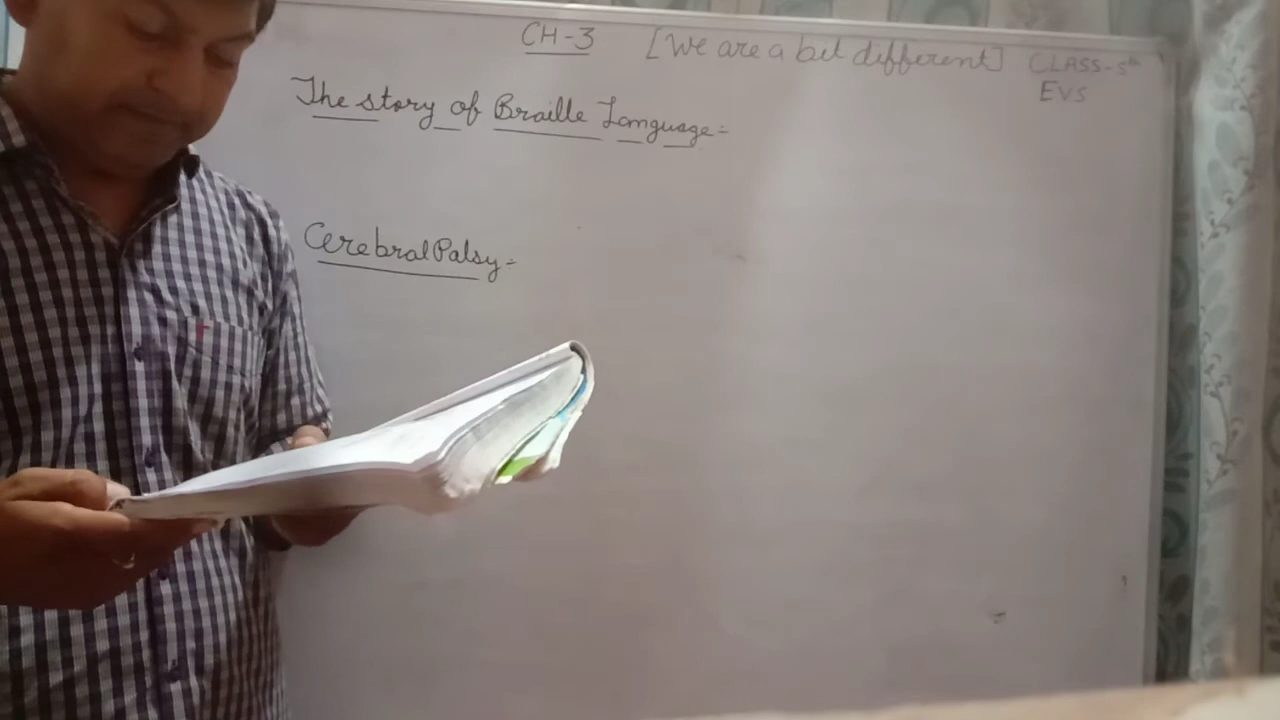 CH-3 [We are a bit different] CLASS-5th
EVS
The story of Braille Language:-
Cerebral Palsy:-